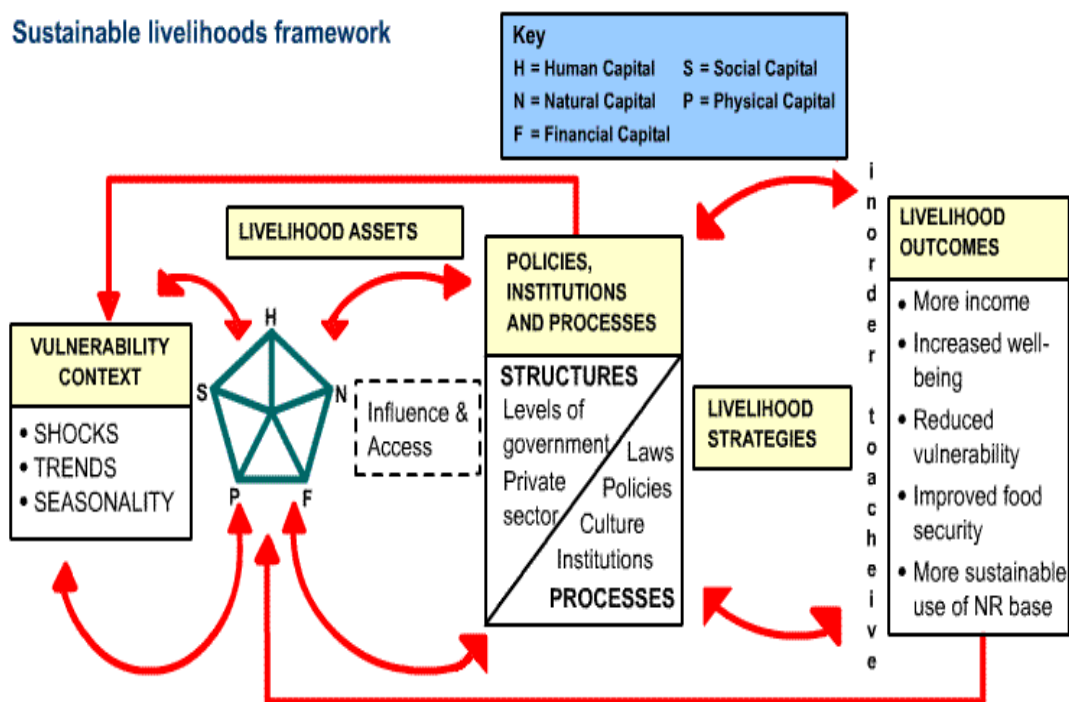 Sustainable livelihoods framework
Key
H = Human Capital S = Social Capital
N = Natural Capital P = Physical Capital
F = Financial Capital
LIVELIHOOD ASSETS
VULNERABILITY
CONTEXT
• SHOCKS
• TRENDS
• SEASONALITY
H
S
N
P
F
Influence &
Access
POLICIES,
INSTITUTIONS
AND PROCESSES
STRUCTURES
Levels of
government
Private
sector
Laws
Policies
Culture
Institutions
PROCESSES
LIVELIHOOD
STRATEGIES
inorder toacheive
LIVELIHOOD
OUTCOMES
• More income
• Increased well-
being
• Reduced
vulnerability
• Improved food
security
• More sustainable
use of NR base